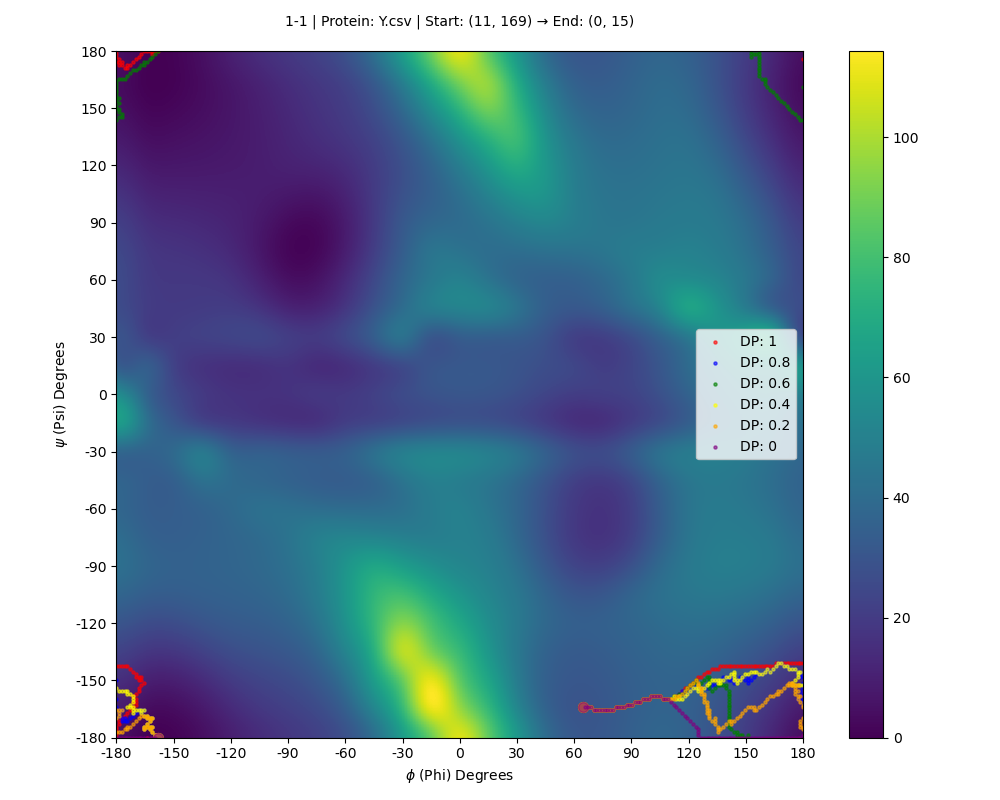 1-1 | Protein: Y.csv | Start: (11, 169) → End: (0, 15)
180
150
120
90
60
30
0
-30
-60
-90
-120
-150
-180
ψ (Psi) Degrees
-180 -150 -120 -90 -60 -30 0 30 60 90 120 150 180
ϕ (Phi) Degrees
DP: 1
DP: 0.8
DP: 0.6
DP: 0.4
DP: 0.2
DP: 0
100
80
60
40
20
0